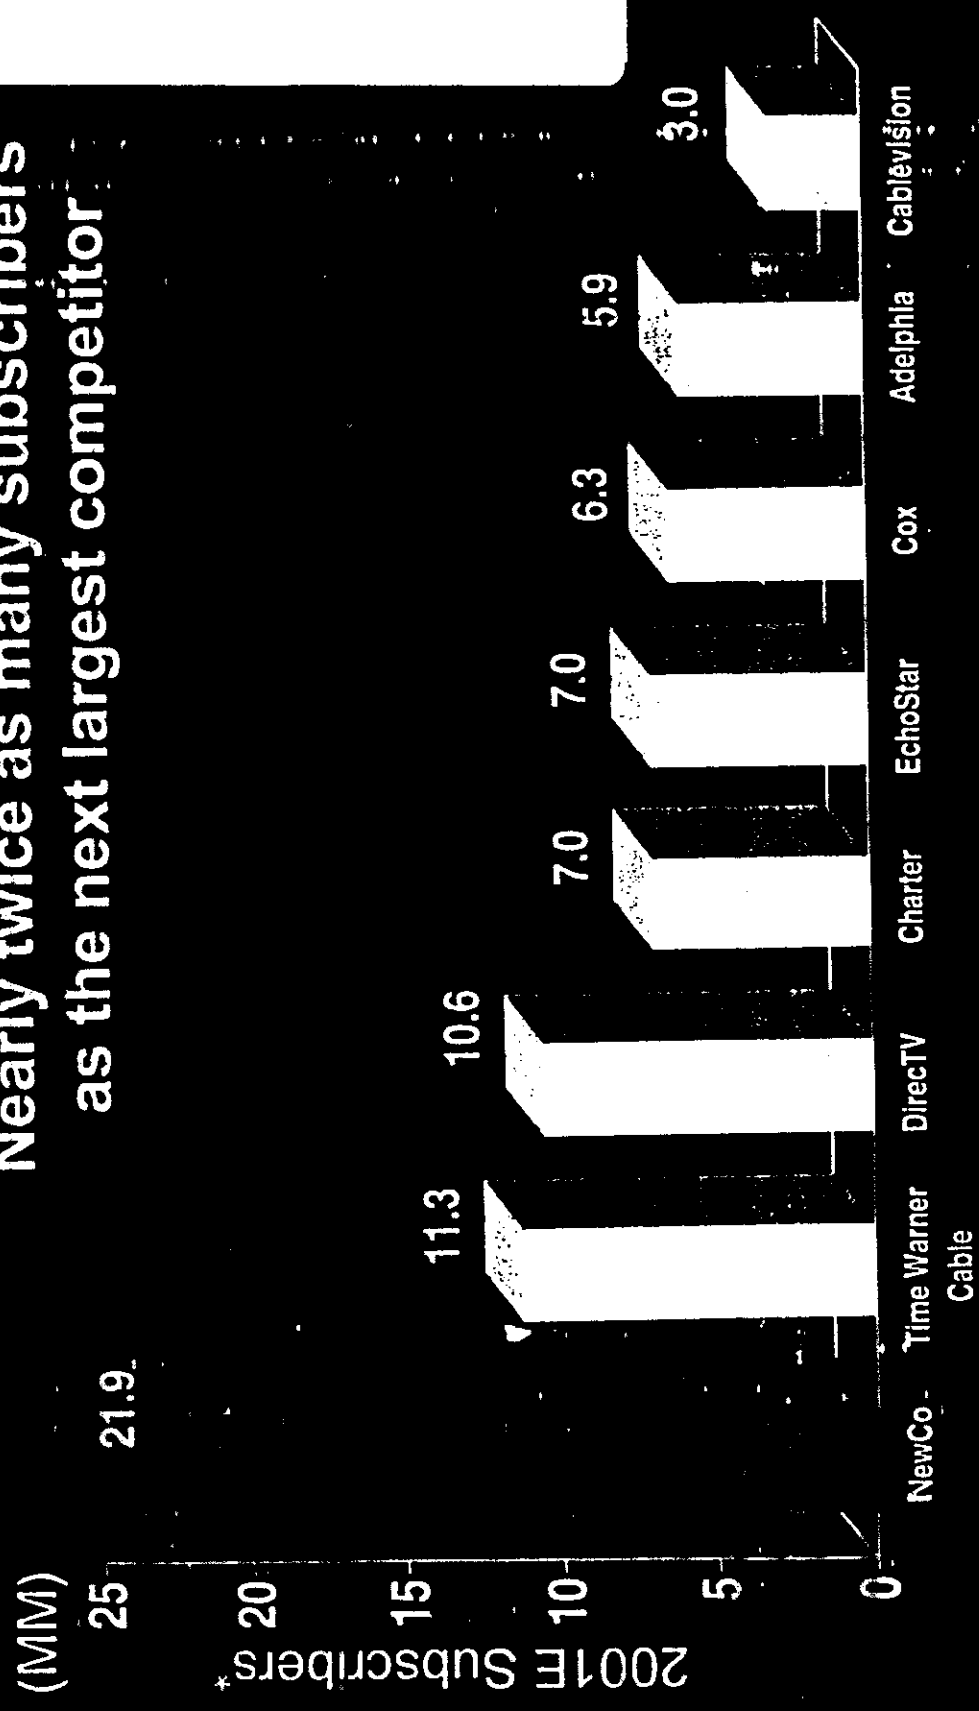 Nearly twice as many subscribers
as the next largest competitor
(MM)
2001E Subscribers*
25
20
15
10
5
0
21.9
11.3
10.6
7.0
7.0
6.3
5.9
3.0
NewCo
Time Warner
Cable
DirecTV
Charter
EchoStar
Cox
Adelphia
Cablevision